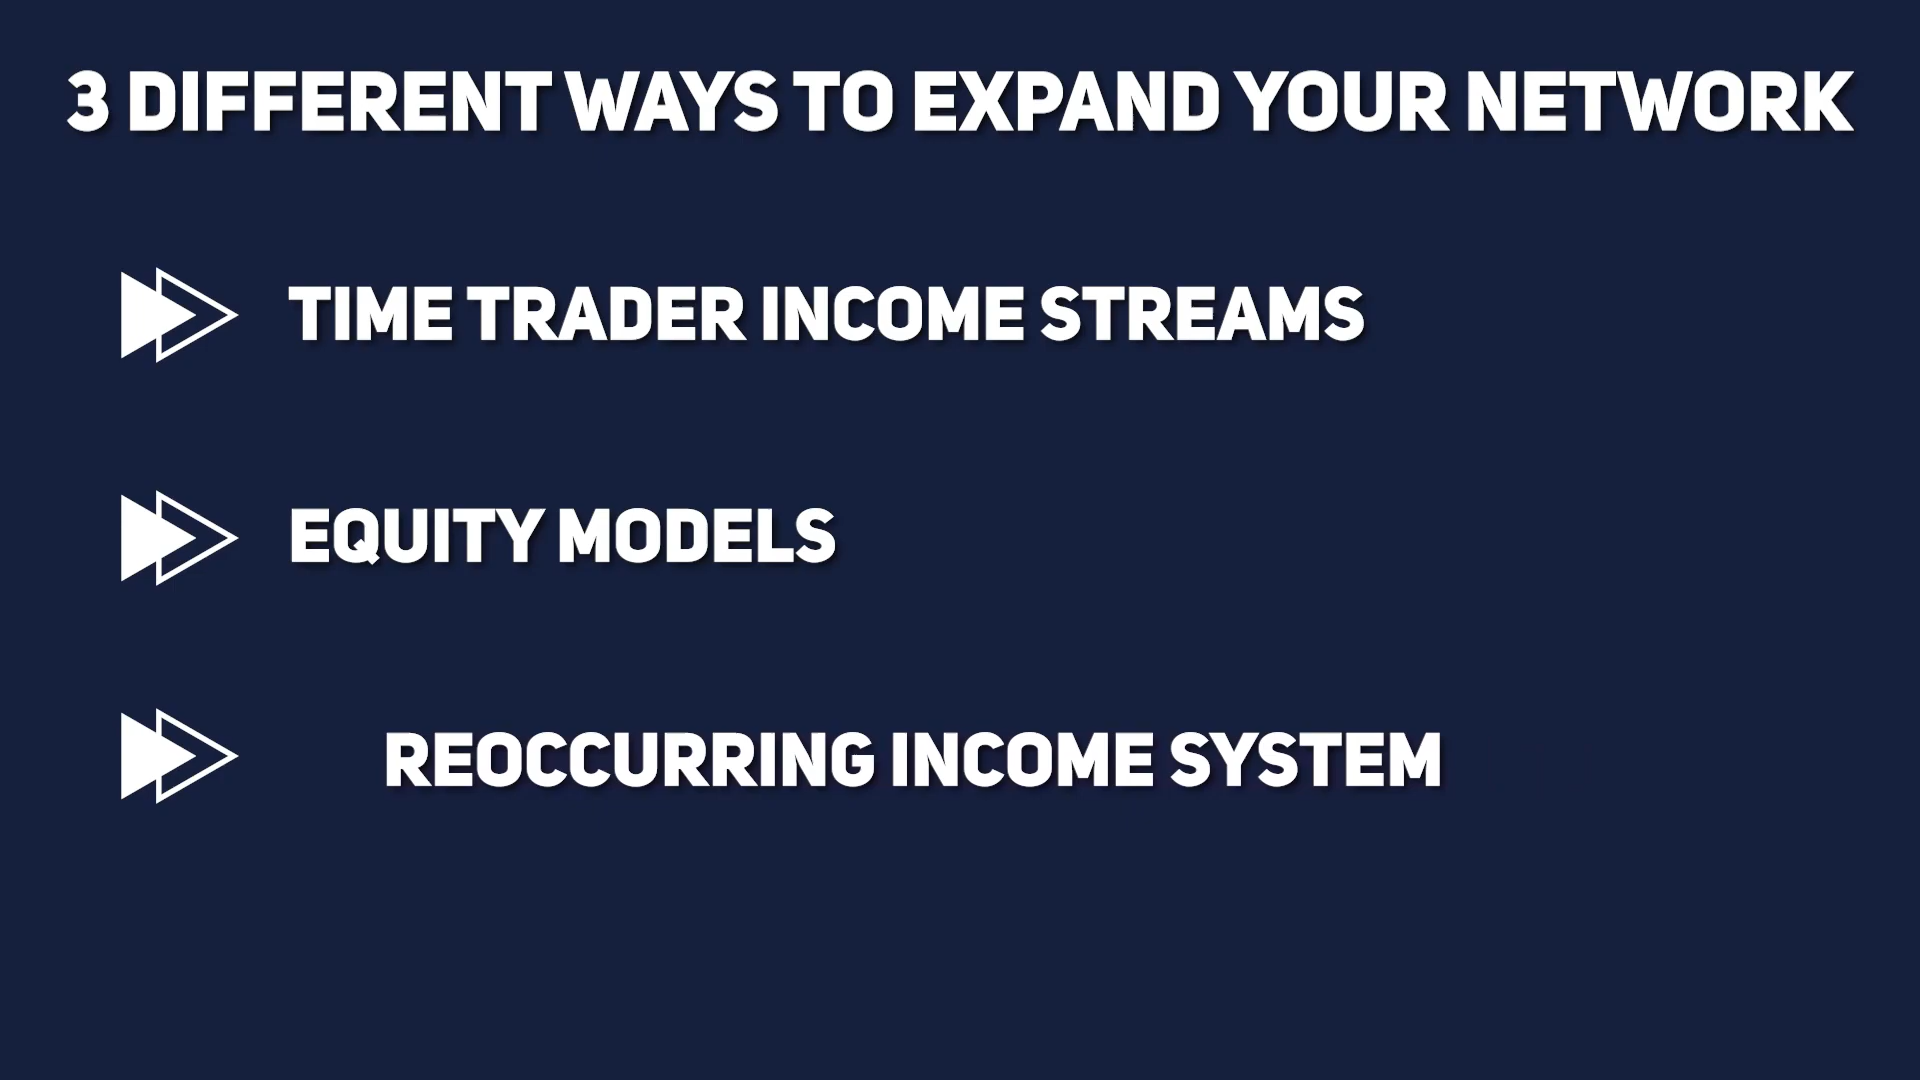 3 DIFFERENT WAYS TO EXPAND YOUR NETWORK
TIME TRADER INCOME STREAMS
EQUITY MODELS
REOCCURRING INCOME SYSTEM